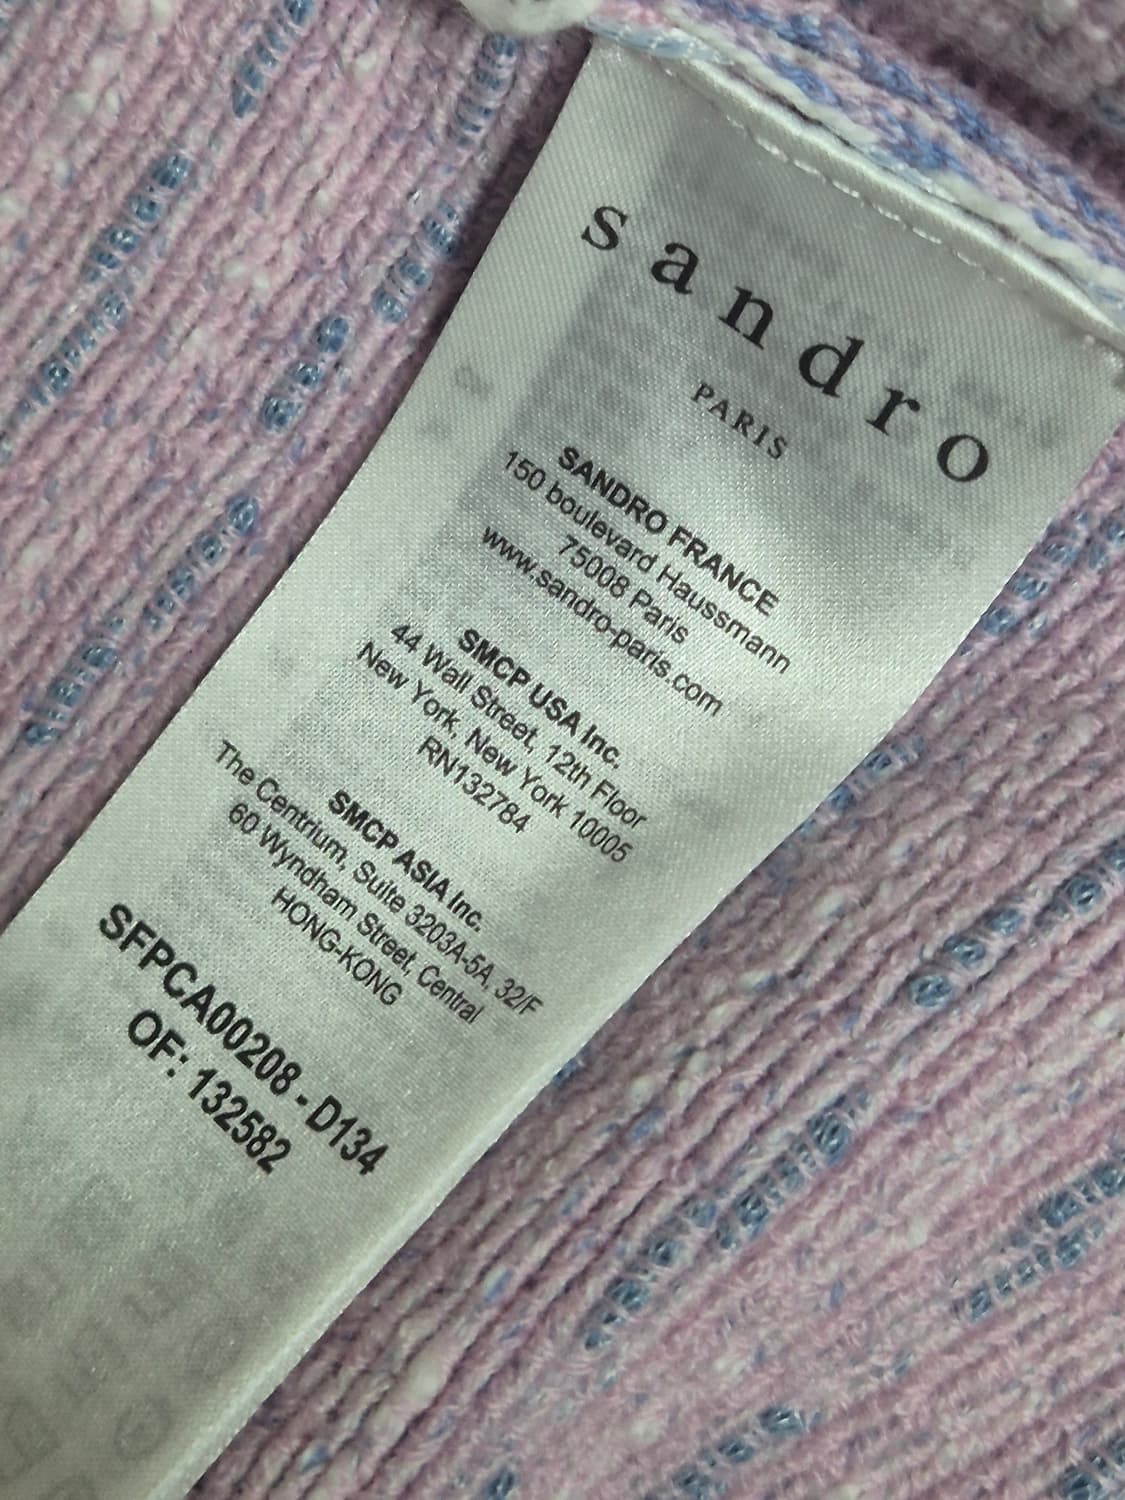 sandro
PARIS
SANDRO FRANCE
150 boulevard Haussmann
75008 Paris
www.sandro-paris.com
SMCP USA Inc.
44 Wall Street, 12th Floor
New York, New York 10005
RN132784
SMCP ASIA Inc.
The Centrium, Suite 3203A-5A, 32/F
60 Wyndham Street, Central
HONG-KONG
SFPCA00208 - D134
OF: 132582